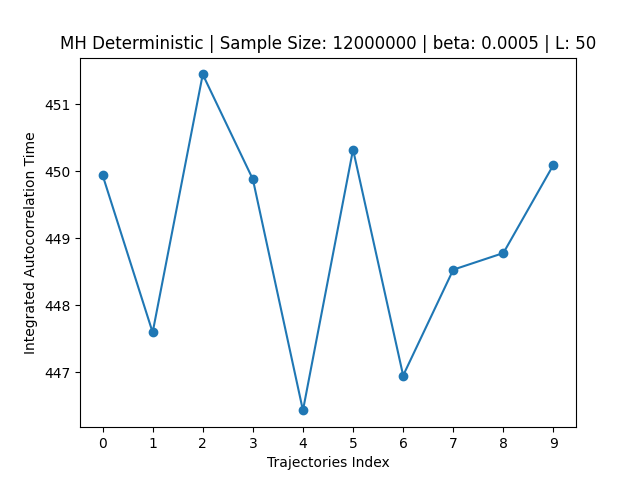 MH Deterministic | Sample Size: 12000000 | beta: 0.0005 | L: 50
Integrated Autocorrelation Time
451
450
449
448
447
0 1 2 3 4 5 6 7 8 9
Trajectories Index